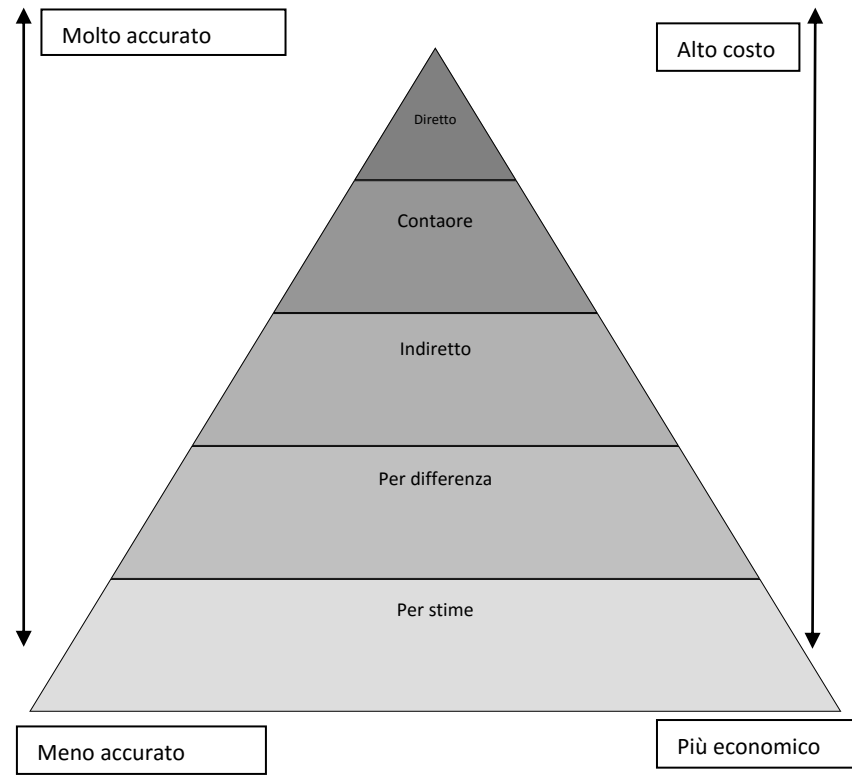 Molto accurato
Alto costo
Diretto
Contaore
Indiretto
Per differenza
Per stime
Meno accurato
Più economico